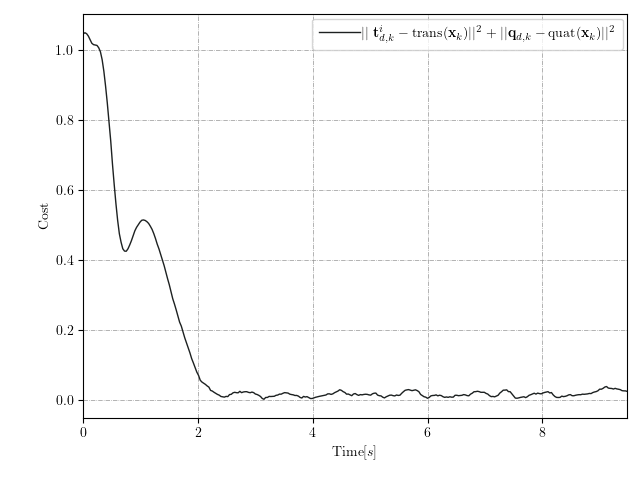 || t^i_{d,k} − trans(x_k)||^2 + ||q_{d,k} − quat(x_k)||^2
1.0
0.8
0.6
0.4
0.2
0.0
Cost
0 2 4 6 8
Time[s]